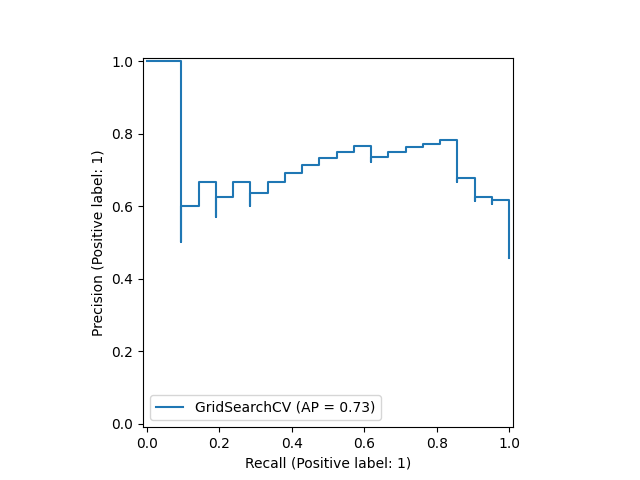 1.0
0.8
0.6
0.4
0.2
0.0
Precision (Positive label: 1)
GridSearchCV (AP = 0.73)
0.0 0.2 0.4 0.6 0.8 1.0
Recall (Positive label: 1)